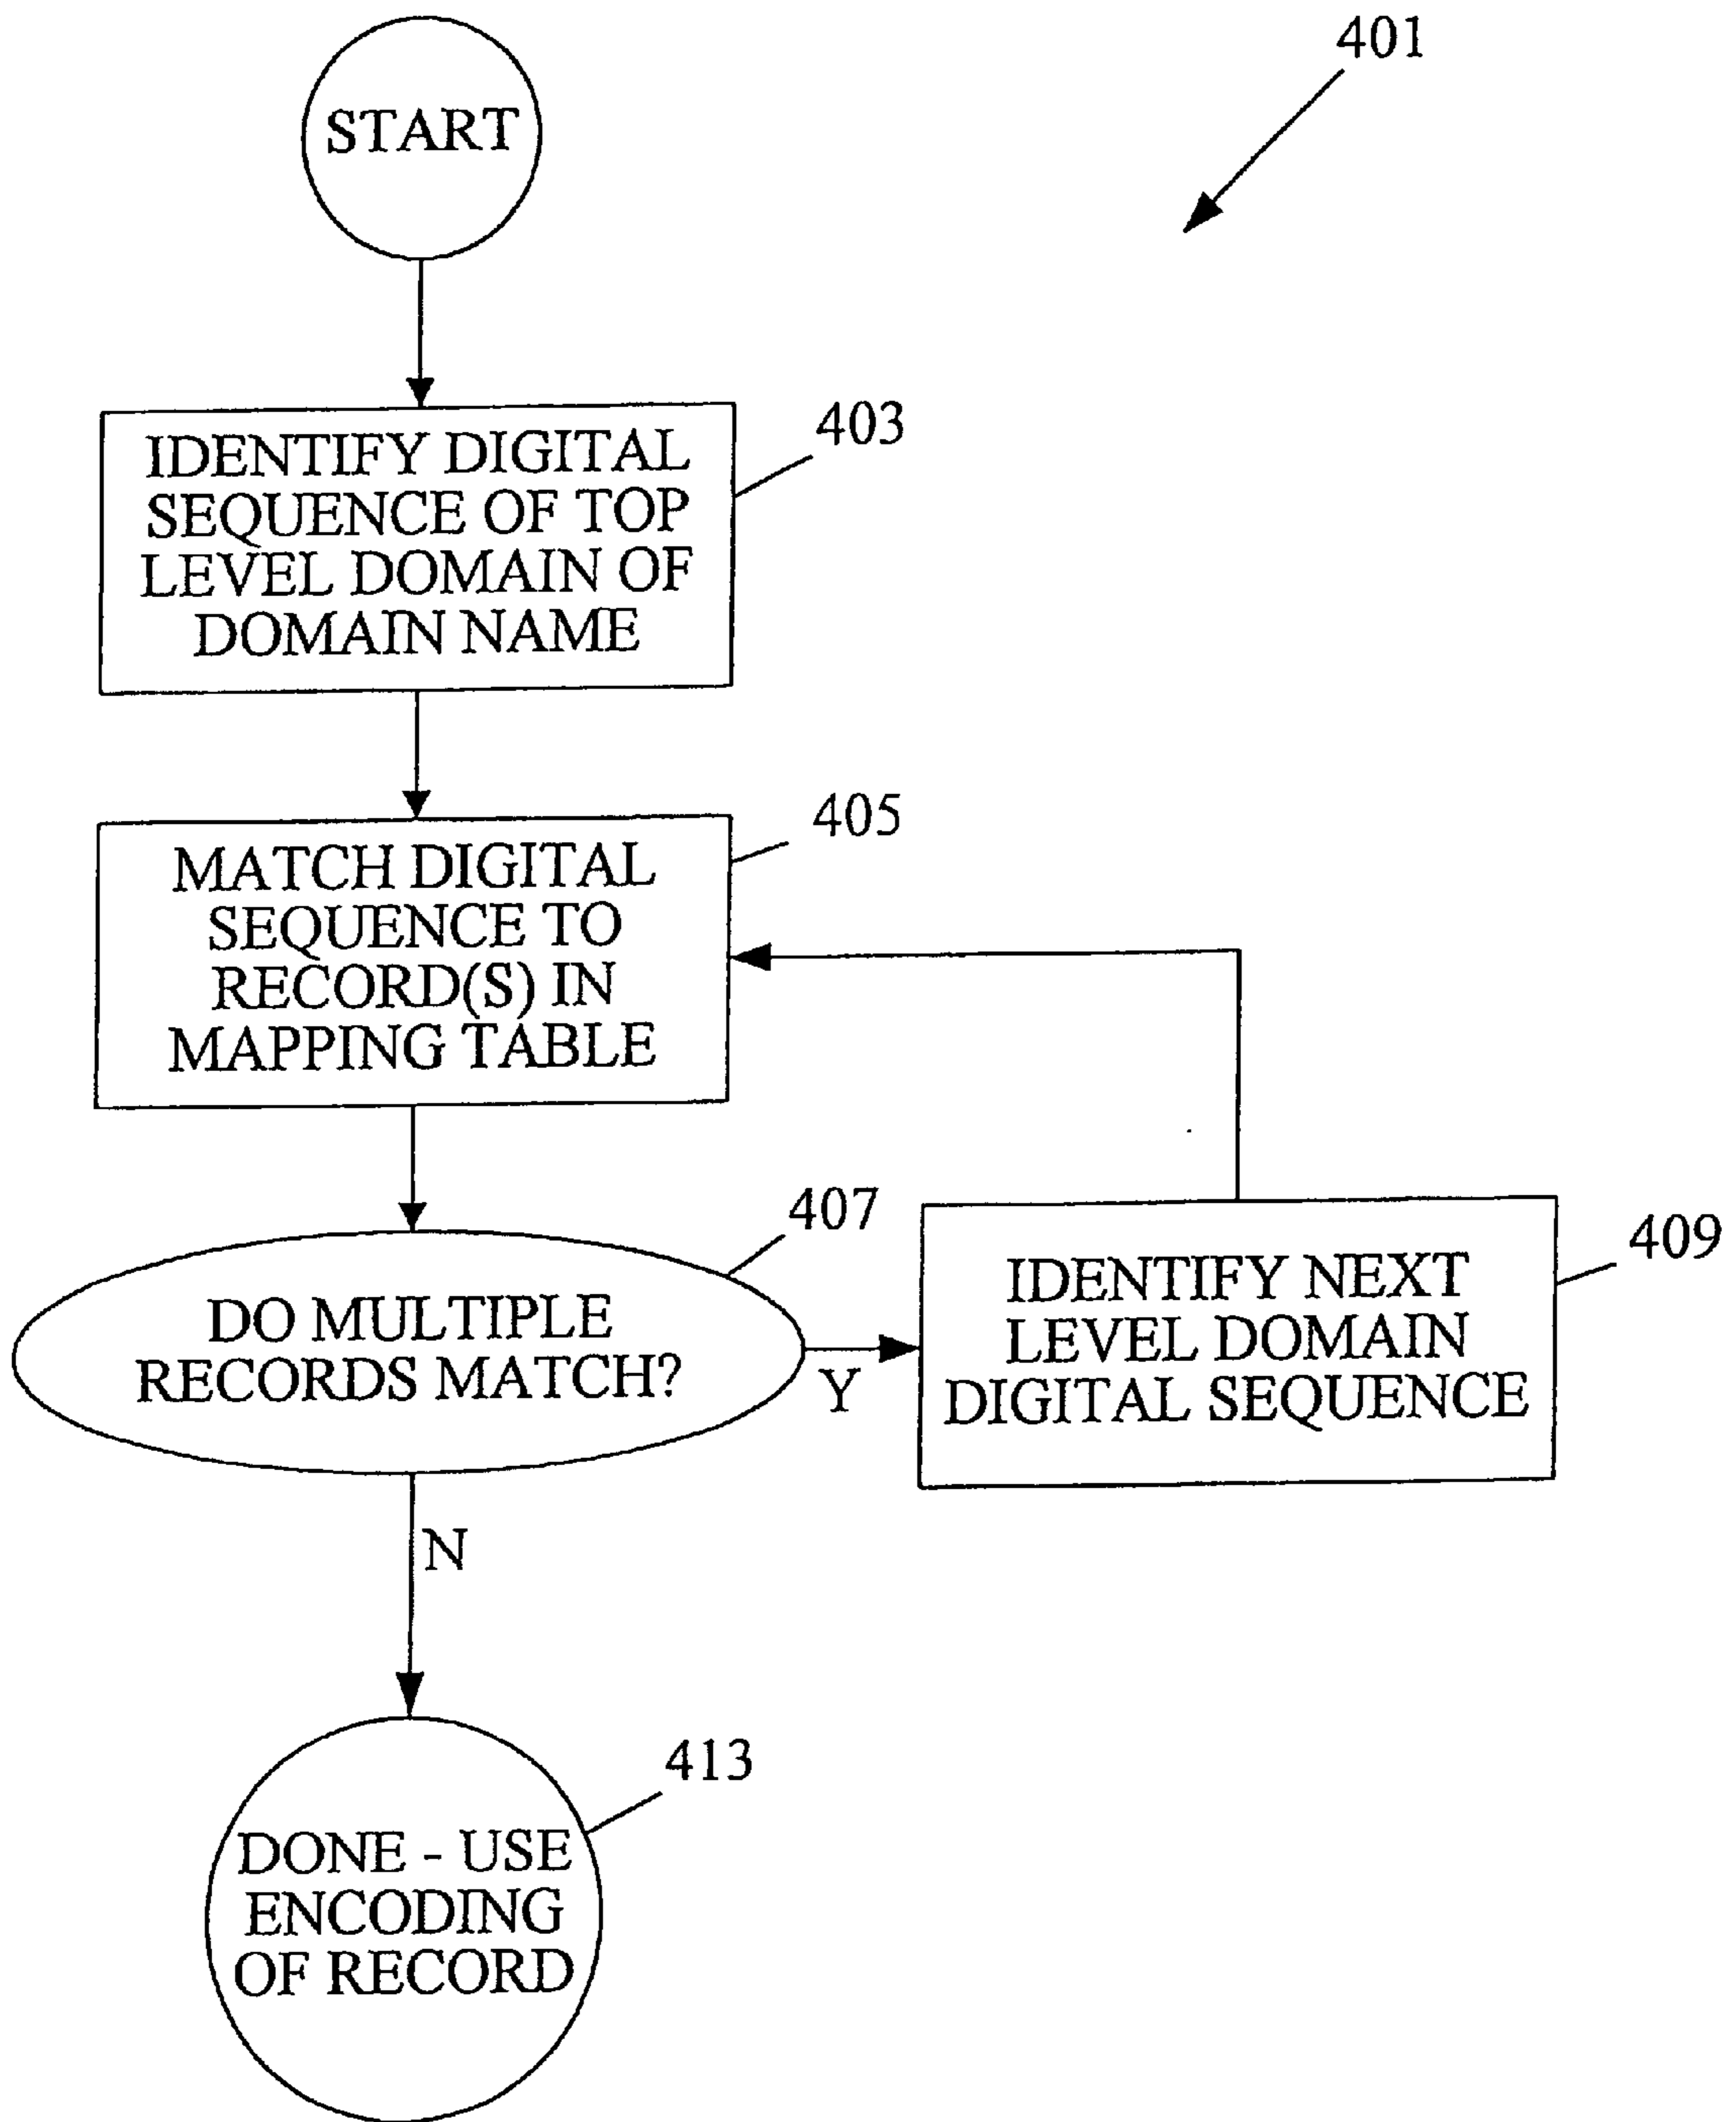 401
START
403
IDENTIFY DIGITAL
SEQUENCE OF TOP
LEVEL DOMAIN OF
DOMAIN NAME
405
MATCH DIGITAL
SEQUENCE TO
RECORD(S) IN
MAPPING TABLE
407
DO MULTIPLE
RECORDS MATCH?
Y
409
IDENTIFY NEXT
LEVEL DOMAIN
DIGITAL SEQUENCE
N
413
DONE - USE
ENCODING
OF RECORD